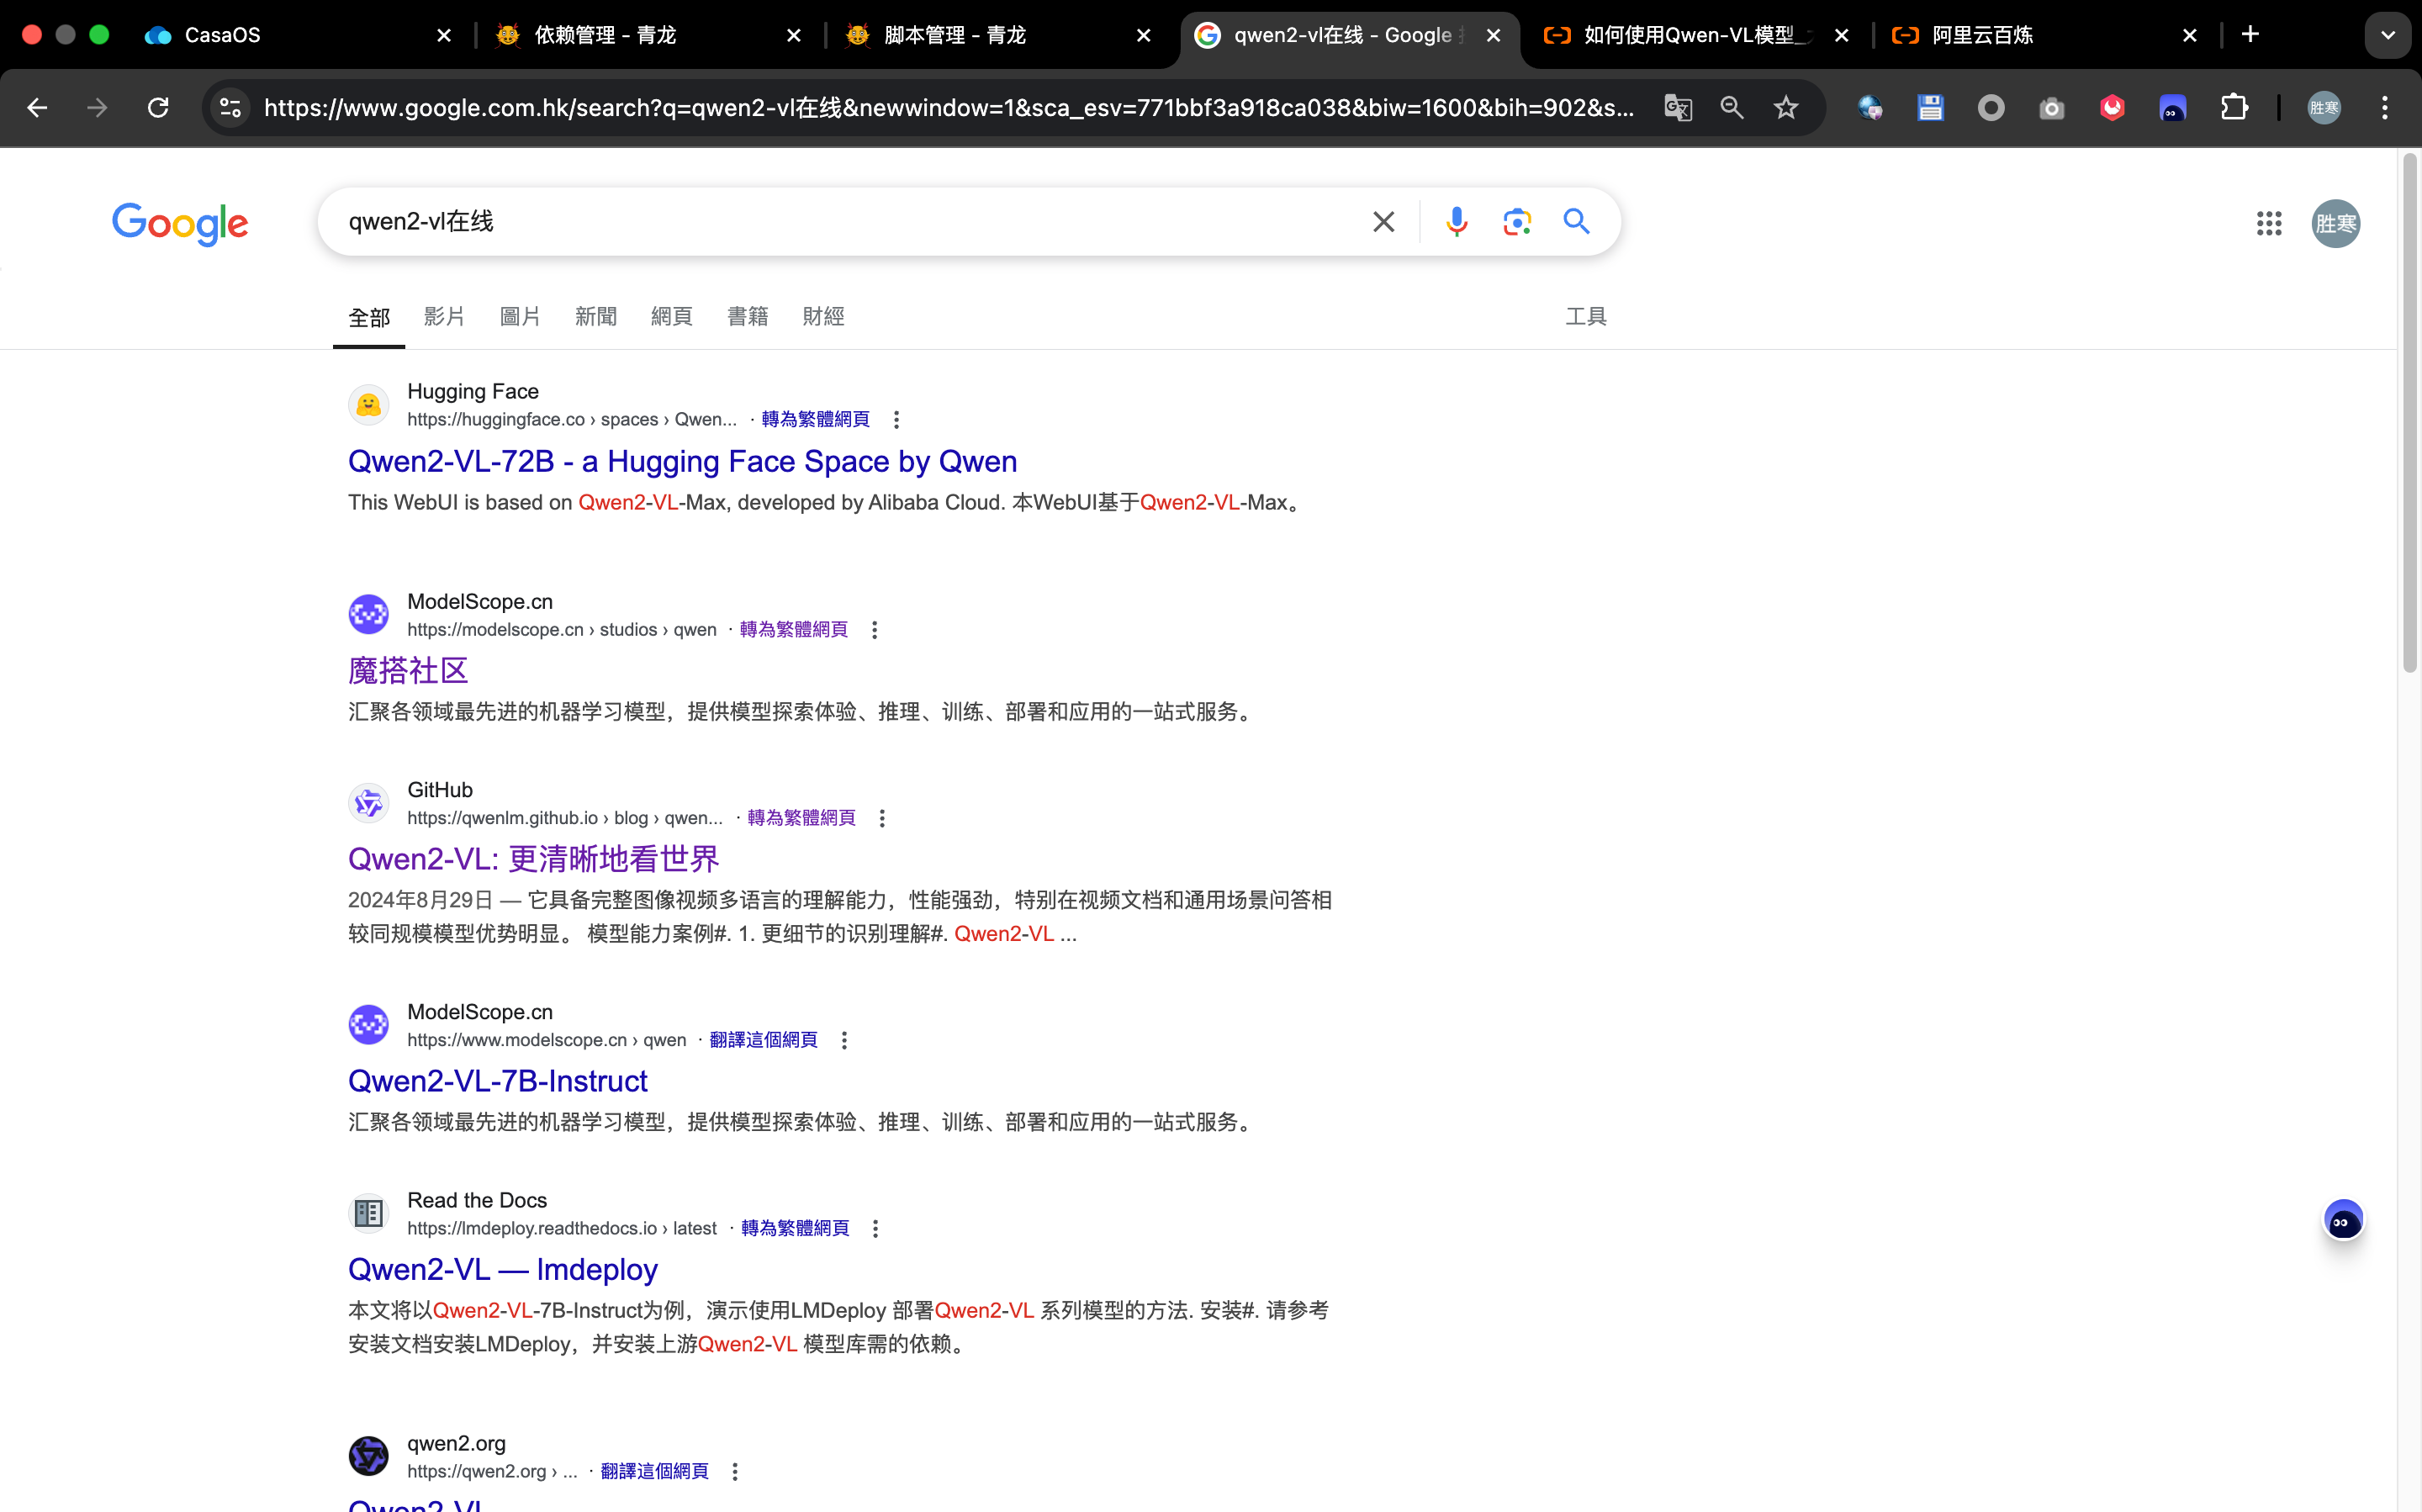 CasaOS
依赖管理 - 青龙
脚本管理 - 青龙
qwen2-vl在线 - Google
如何使用Qwen-VL模型_
阿里云百炼
https://www.google.com.hk/search?q=qwen2-vl在线&newwindow=1&sca_esv=771bbf3a918ca038&biw=1600&bih=902&s...
胜寒
Google
qwen2-vl在线
胜寒
全部 影片 圖片 新聞 網頁 書籍 財經 工具
Hugging Face
https://huggingface.co › spaces › Qwen... · 轉為繁體網頁
Qwen2-VL-72B - a Hugging Face Space by Qwen
This WebUI is based on Qwen2-VL-Max, developed by Alibaba Cloud. 本WebUI基于Qwen2-VL-Max。
ModelScope.cn
https://modelscope.cn › studios › qwen · 轉為繁體網頁
魔搭社区
汇聚各领域最先进的机器学习模型，提供模型探索体验、推理、训练、部署和应用的一站式服务。
GitHub
https://qwenlm.github.io › blog › qwen... · 轉為繁體網頁
Qwen2-VL: 更清晰地看世界
2024年8月29日 — 它具备完整图像视频多语言的理解能力，性能强劲，特别在视频文档和通用场景问答相
较同规模模型优势明显。 模型能力案例#. 1. 更细节的识别理解#. Qwen2-VL ...
ModelScope.cn
https://www.modelscope.cn › qwen · 翻譯這個網頁
Qwen2-VL-7B-Instruct
汇聚各领域最先进的机器学习模型，提供模型探索体验、推理、训练、部署和应用的一站式服务。
Read the Docs
https://lmdeploy.readthedocs.io › latest · 轉為繁體網頁
Qwen2-VL — lmdeploy
本文将以Qwen2-VL-7B-Instruct为例，演示使用LMDeploy 部署Qwen2-VL 系列模型的方法. 安装#. 请参考
安装文档安装LMDeploy，并安装上游Qwen2-VL 模型库需的依赖。
qwen2.org
https://qwen2.org › ... · 翻譯這個網頁
Qwen2-VL